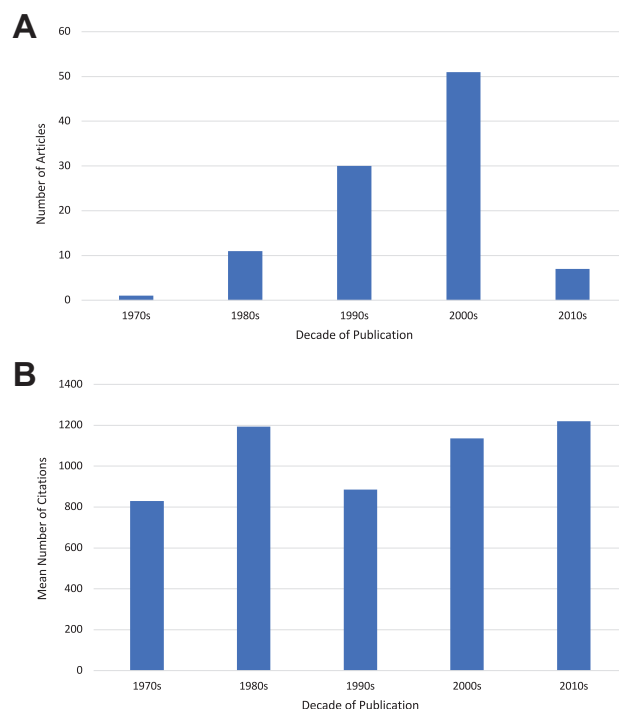 A
60
50
40
30
20
10
0
Number of Articles
1970s 1980s 1990s 2000s 2010s
Decade of Publication
B
1400
1200
1000
800
600
400
200
0
Mean Number of Citations
1970s 1980s 1990s 2000s 2010s
Decade of Publication